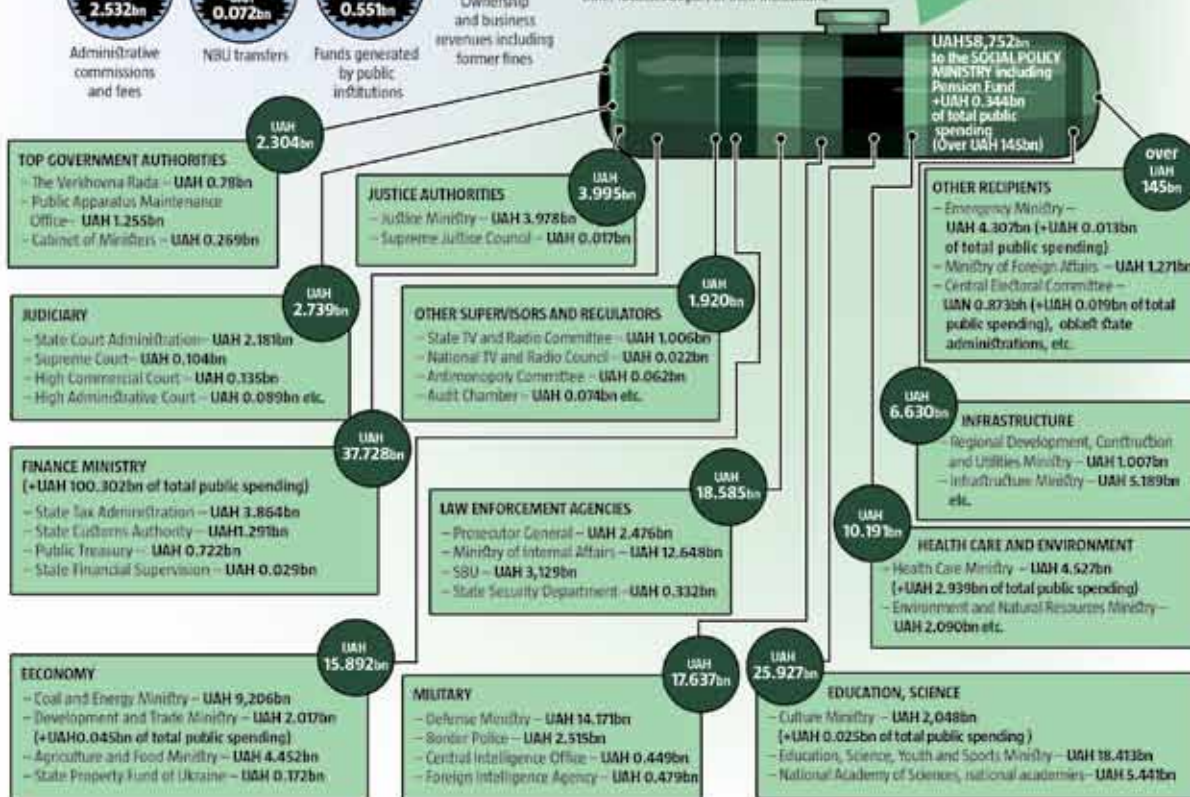 2.532bn
0.072bn
0.551bn
Administrative
commissions
and fees
NBU transfers
Funds generated
by public
institutions
Ownership
and business
revenues including
former fines
UAH58,752bn
to the SOCIAL POLICY
MINISTRY including
Pension Fund
+UAH 0.344bn
of total public
spending
(Over UAH 145bn)
UAH
2.304bn
TOP GOVERNMENT AUTHORITIES
– The Verkhovna Rada – UAH 0.78bn
– Public Apparatus Maintenance
Office– UAH 1.255bn
– Cabinet of Ministers – UAH 0.269bn
UAH
3.995bn
JUSTICE AUTHORITIES
– Justice Ministry – UAH 3.978bn
– Supreme Justice Council – UAH 0.017bn
over
UAH
145bn
OTHER RECIPIENTS
– Emergency Ministry –
UAH 4.307bn (+UAH 0.013bn
of total public spending)
– Ministry of Foreign Affairs – UAH 1.271bn
– Central Electoral Committee –
UAN 0.873bh (+UAH 0.019bn of total
public spending), oblast state
administrations, etc.
UAH
2.739bn
JUDICIARY
– State Court Administration– UAH 2.181bn
– Supreme Court– UAH 0.104bn
– High Commercial Court – UAH 0.135bn
– High Administrative Court – UAH 0.089bn etc.
UAH
1.920bn
OTHER SUPERVISORS AND REGULATORS
– State TV and Radio Committee – UAH 1.006bn
– National TV and Radio Council – UAH 0.022bn
– Antimonopoly Committee – UAH 0.062bn
– Audit Chamber – UAH 0.074bn etc.
UAH
6.630bn
INFRASTRUCTURE
– Regional Development, Construction
and Utilities Ministry – UAH 1.007bn
– Infrastructure Ministry – UAH 5.189bn
etc.
UAH
37.728bn
FINANCE MINISTRY
(+UAH 100.302bn of total public spending)
– State Tax Administration – UAH 3.864bn
– State Customs Authority – UAH1.291bn
– Public Treasury – UAH 0.722bn
– State Financial Supervision – UAH 0.029bn
UAH
18.585bn
LAW ENFORCEMENT AGENCIES
– Prosecutor General – UAH 2.476bn
– Ministry of Internal Affairs – UAH 12.648bn
– SBU – UAH 3,129bn
– State Security Department – UAH 0.332bn
UAH
10.191bn
HEALTH CARE AND ENVIRONMENT
– Health Care Ministry – UAH 4.527bn
(+UAH 2.939bn of total public spending)
– Environment and Natural Resources Ministry–
UAH 2.090bn etc.
UAH
15.892bn
EECONOMY
– Coal and Energy Ministry – UAH 9,206bn
– Development and Trade Ministry – UAH 2.017bn
(+UAH0.045bn of total public spending)
– Agriculture and Food Ministry – UAH 4.452bn
– State Property Fund of Ukraine – UAH 0.172bn
UAH
17.637bn
MILITARY
– Defense Ministry – UAH 14.171bn
– Border Police – UAH 2.515bn
– Central Intelligence Office – UAH 0.449bn
– Foreign Intelligence Agency – UAH 0.479bn
UAH
25.927bn
EDUCATION, SCIENCE
– Culture Ministry – UAH 2,048bn
(+UAH 0.025bn of total public spending )
– Education, Science, Youth and Sports Ministry – UAH 18.413bn
– National Academy of Sciences, national academies– UAH 5.441bn